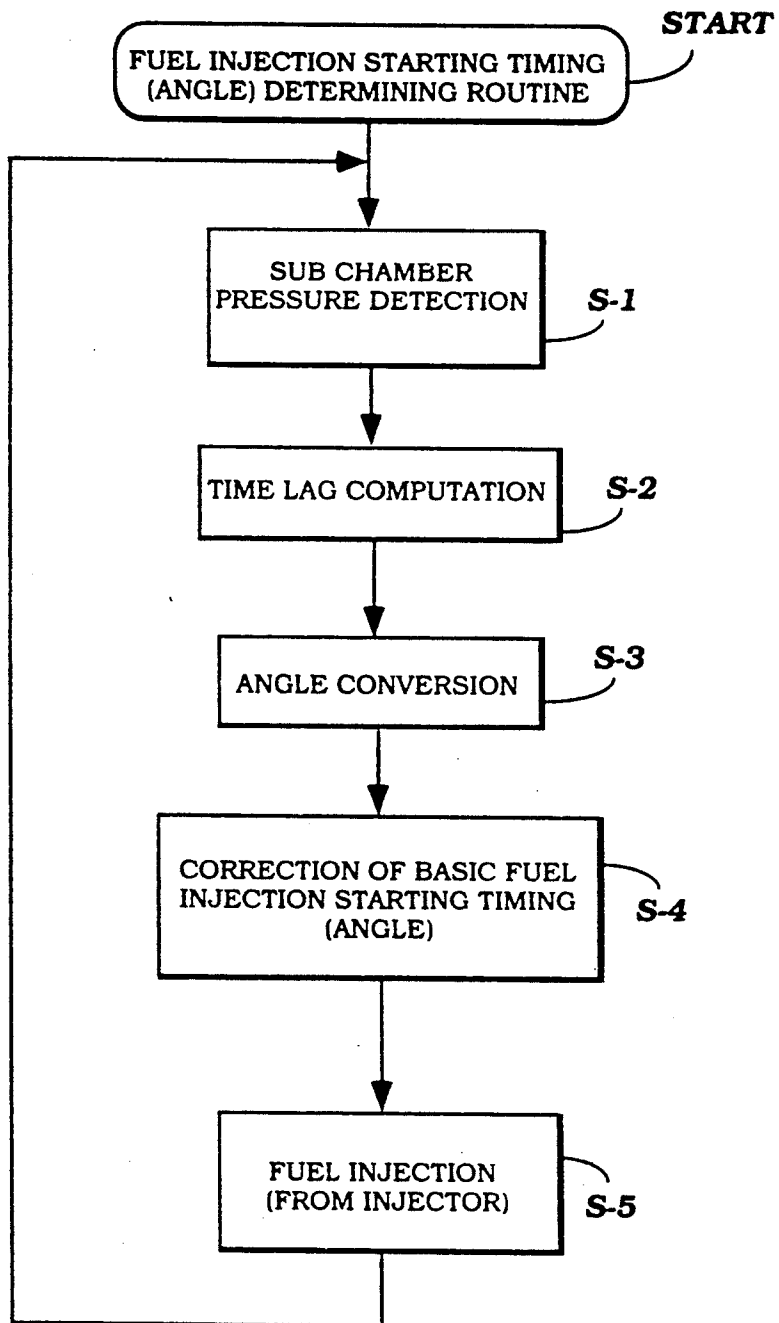 START
FUEL INJECTION STARTING TIMING
(ANGLE) DETERMINING ROUTINE
SUB CHAMBER
PRESSURE DETECTION
S-1
TIME LAG COMPUTATION
S-2
ANGLE CONVERSION
S-3
CORRECTION OF BASIC FUEL
INJECTION STARTING TIMING
(ANGLE)
S-4
FUEL INJECTION
(FROM INJECTOR)
S-5